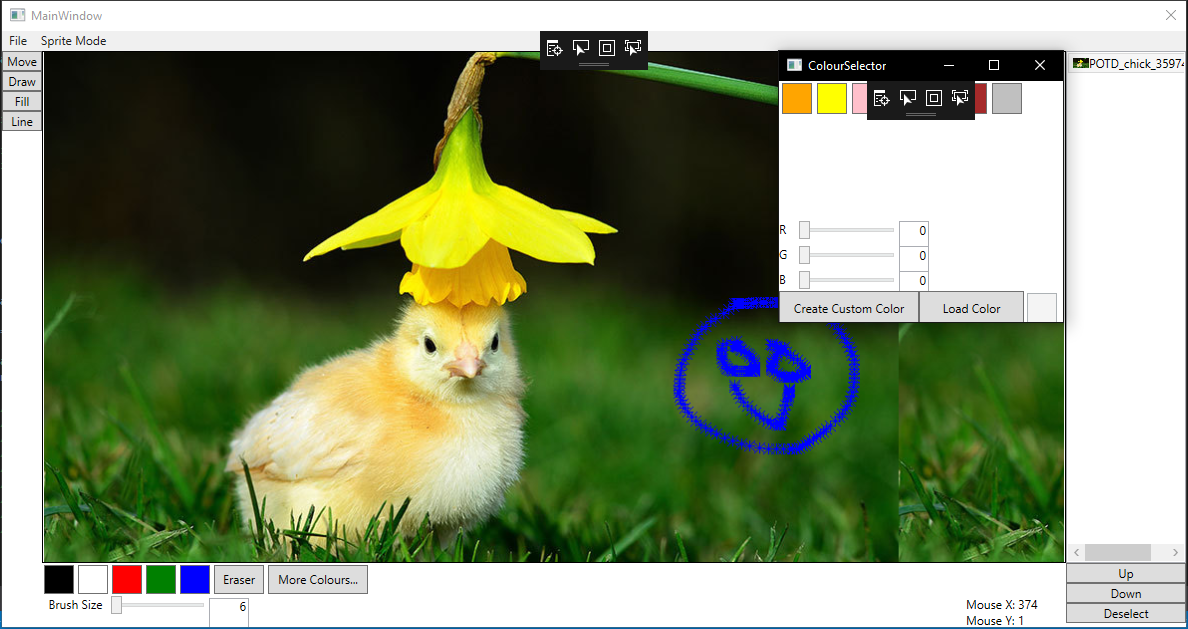 MainWindow
File Sprite Mode
Move
Draw
Fill
Line
ColourSelector
POTD_chick_35974
R 0
G 0
B 0
Create Custom Color Load Color
Eraser More Colours...
Brush Size 6
Mouse X: 374
Mouse Y: 1
Up
Down
Deselect